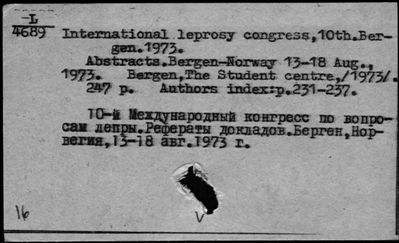 L
4689
International leprosy congress,10th.Ber-
gen.1973.
Abstracts.Bergen-Norway 13-18 Aug.,
1973. Bergen,The Student centre,/1973/.
247 p. Authors index:p.231-237.
10-й Международный конгресс по вопро-
сам лепры.Рефераты докладов.Берген,Нор-
вегия,13-18 авг.1973 г.
16
V